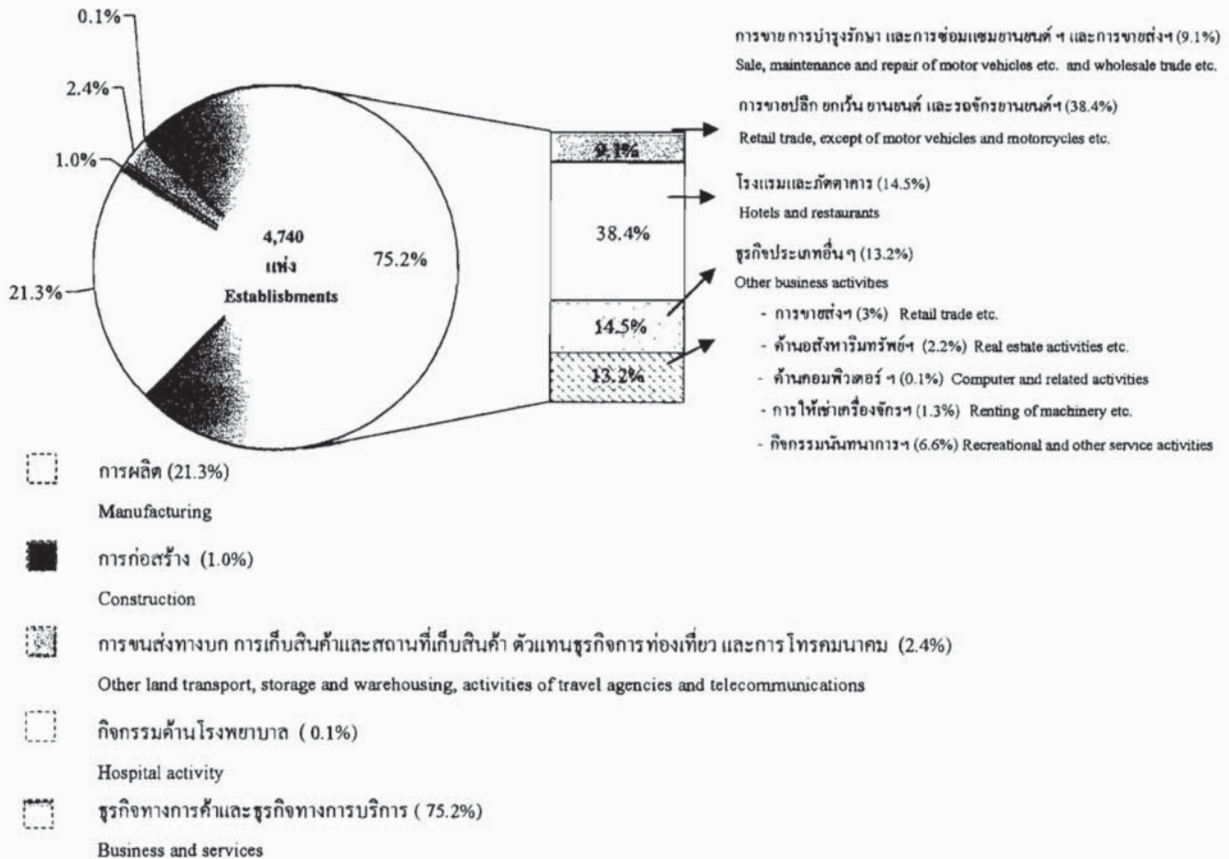 0.1%
2.4%
1.0%
21.3%
4,740
แห่ง
Establisbments
75.2%
9.1%
38.4%
14.5%
13.2%
การขาย การบำรุงรักษา และการซ่อมแซมยานยนต์ ฯ และการขายส่งฯ (9.1%)
Sale, maintenance and repair of motor vehicles etc. and wholesale trade etc.
การขายปลีก ยกเว้น ยานยนต์ และรถจักรยานยนต์ฯ (38.4%)
Retail trade, except of motor vehicles and motorcycles etc.
โรงแรมและภัตตาคาร (14.5%)
Hotels and restaurants
ธุรกิจประเภทอื่น ๆ (13.2%)
Other business activities
- การขายส่งฯ (3%) Retail trade etc.
- ด้านอสังหาริมทรัพย์ฯ (2.2%) Real estate activities etc.
- ด้านคอมพิวเตอร์ ฯ (0.1%) Computer and related activities
- การให้เช่าเครื่องจักรฯ (1.3%) Renting of machinery etc.
- กิจกรรมนันทนาการฯ (6.6%) Recreational and other service activities
การผลิต (21.3%)
Manufacturing
การก่อสร้าง (1.0%)
Construction
การขนส่งทางบก การเก็บสินค้าและสถานที่เก็บสินค้า ตัวแทนธุรกิจการท่องเที่ยว และการโทรคมนาคม (2.4%)
Other land transport, storage and warehousing, activities of travel agencies and telecommunications
กิจกรรมด้านโรงพยาบาล ( 0.1%)
Hospital activity
ธุรกิจทางการค้าและธุรกิจทางการบริการ ( 75.2%)
Business and services